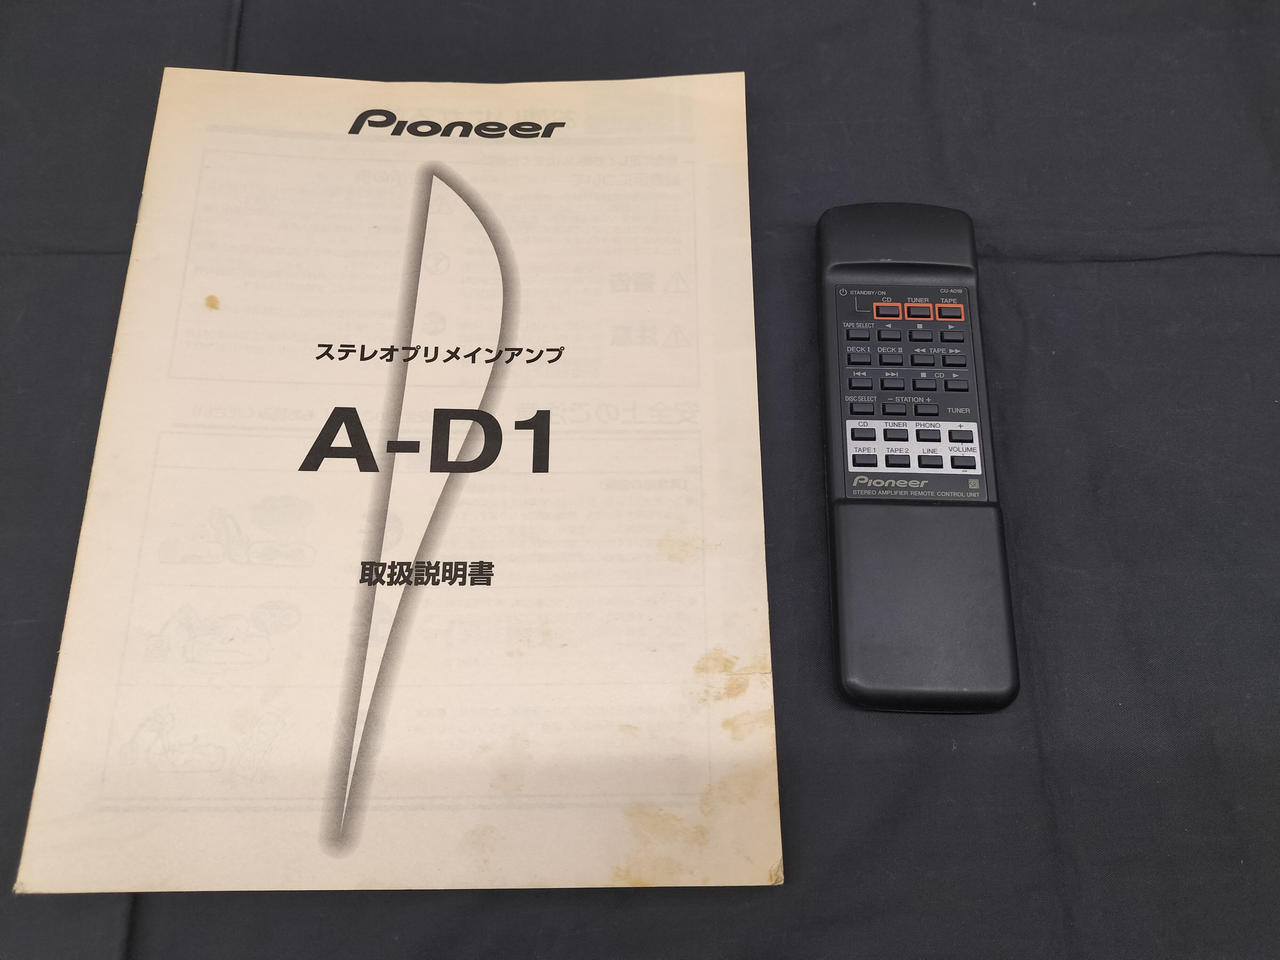 Pioneer
ステレオプリメインアンプ
A-D1
取扱説明書
STANDBY/ON
CD TUNER TAPE
TAPE SELECT ◀ ■ ▶
DECK I DECK II ◀◀ TAPE ▶▶
|◀◀ ▶▶| ■ CD ▶
DISC SELECT − STATION + TUNER
CD TUNER PHONO +
TAPE 1 TAPE 2 LINE VOLUME
−
Pioneer
STEREO AMPLIFIER REMOTE CONTROL UNIT